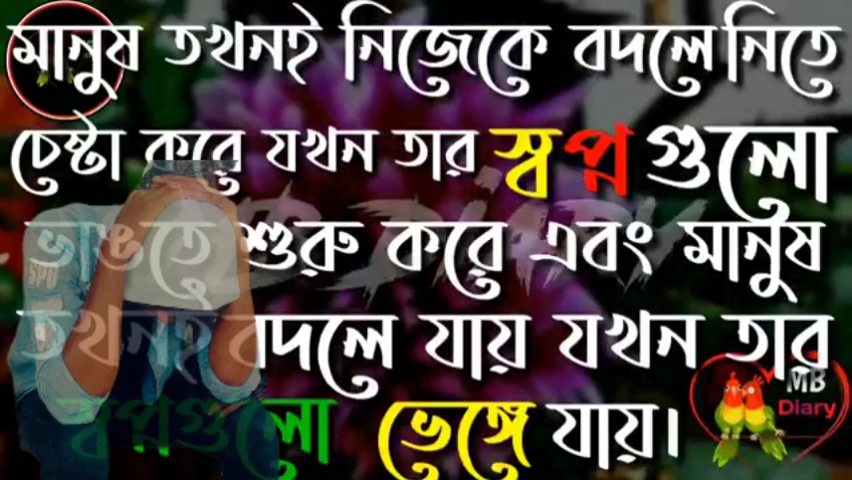 মানুষ তখনই নিজেকে বদলে নিতে
চেষ্টা করে যখন তার স্বপ্ন গুলো
ভাঙতে শুরু করে এবং মানুষ
তখনই বদলে যায় যখন তার
স্বপ্নগুলো ভেঙ্গে যায়।
MB
Diary